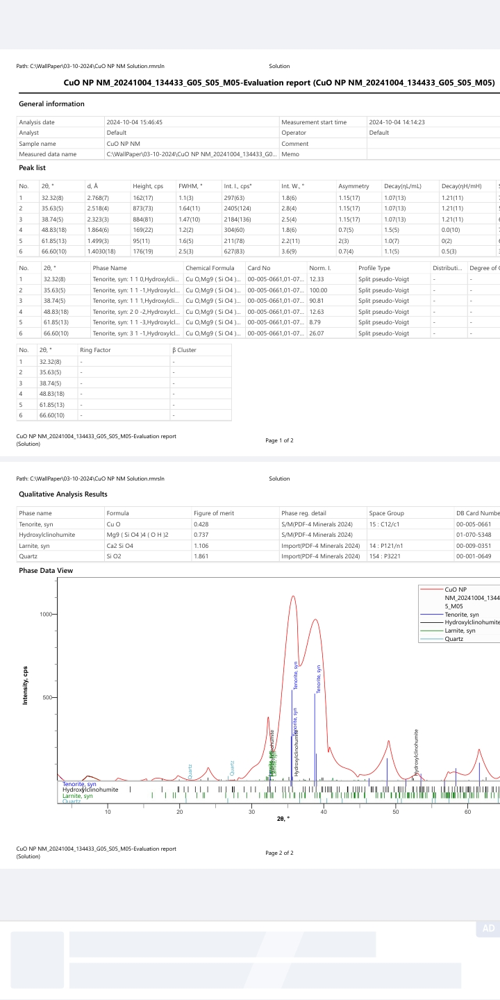 Path: C:\WallPaper\03-10-2024\CuO NP NM Solution.rmrsln Solution
CuO NP NM_20241004_134433_G05_S05_M05-Evaluation report (CuO NP NM_20241004_134433_G05_S05_M05)
General information
Analysis date 2024-10-04 15:46:45 Measurement start time 2024-10-04 14:14:23
Analyst Default Operator Default
Sample name CuO NP NM Comment
Measured data name C:\WallPaper\03-10-2024\CuO NP NM_20241004_134433_G0... Memo
Peak list
No. 2θ, ° d, Å Height, cps FWHM, ° Int. I., cps° Int. W., ° Asymmetry Decay(ηL/mL) Decay(ηH/mH)
1 32.32(8) 2.768(7) 162(17) 1.1(3) 297(63) 1.8(6) 1.15(17) 1.07(13) 1.21(11)
2 35.63(5) 2.518(4) 873(73) 1.64(11) 2405(124) 2.8(4) 1.15(17) 1.07(13) 1.21(11)
3 38.74(5) 2.323(3) 884(81) 1.47(10) 2184(136) 2.5(4) 1.15(17) 1.07(13) 1.21(11)
4 48.83(18) 1.864(6) 169(22) 1.2(2) 304(60) 1.8(6) 0.7(5) 1.5(5) 0.0(10)
5 61.85(13) 1.499(3) 95(11) 1.6(5) 211(78) 2.2(11) 2(3) 1.0(7) 0(2)
6 66.60(10) 1.4030(18) 176(19) 2.5(3) 627(83) 3.6(9) 0.7(4) 1.1(5) 0.5(3)
No. 2θ, ° Phase Name Chemical Formula Card No Norm. I. Profile Type Distributi... Degree of
1 32.32(8) Tenorite, syn: 1 1 0,Hydroxylcli... Cu O,Mg9 ( Si O4 )... 00-005-0661,01-07... 12.33 Split pseudo-Voigt - -
2 35.63(5) Tenorite, syn: 1 1 -1,Hydroxylcl... Cu O,Mg9 ( Si O4 )... 00-005-0661,01-07... 100.00 Split pseudo-Voigt - -
3 38.74(5) Tenorite, syn: 1 1 1,Hydroxylcli... Cu O,Mg9 ( Si O4 )... 00-005-0661,01-07... 90.81 Split pseudo-Voigt - -
4 48.83(18) Tenorite, syn: 2 0 -2,Hydroxylcl... Cu O,Mg9 ( Si O4 )... 00-005-0661,01-07... 12.63 Split pseudo-Voigt - -
5 61.85(13) Tenorite, syn: 1 1 -3,Hydroxylcl... Cu O,Mg9 ( Si O4 )... 00-005-0661,01-07... 8.79 Split pseudo-Voigt - -
6 66.60(10) Tenorite, syn: 3 1 -1,Hydroxylcl... Cu O,Mg9 ( Si O4 )... 00-005-0661,01-07... 26.07 Split pseudo-Voigt - -
No. 2θ, ° Ring Factor β Cluster
1 32.32(8) - -
2 35.63(5) - -
3 38.74(5) - -
4 48.83(18) - -
5 61.85(13) - -
6 66.60(10) - -
CuO NP NM_20241004_134433_G05_S05_M05-Evaluation report
(Solution) Page 1 of 2
Path: C:\WallPaper\03-10-2024\CuO NP NM Solution.rmrsln Solution
Qualitative Analysis Results
Phase name Formula Figure of merit Phase reg. detail Space Group DB Card Numbe
Tenorite, syn Cu O 0.428 S/M(PDF-4 Minerals 2024) 15 : C12/c1 00-005-0661
Hydroxylclinohumite Mg9 ( Si O4 )4 ( O H )2 0.737 S/M(PDF-4 Minerals 2024) 01-070-5348
Larnite, syn Ca2 Si O4 1.106 Import(PDF-4 Minerals 2024) 14 : P121/n1 00-009-0351
Quartz Si O2 1.861 Import(PDF-4 Minerals 2024) 154 : P3221 00-001-0649
Phase Data View
CuO NP
NM_20241004_1344
5_M05
Tenorite, syn
Hydroxylclinohumite
Larnite, syn
Quartz
1000
500
Intensity, cps
Tenorite, syn
Tenorite, syn
Tenorite, syn
Hydroxylclinohumite
Hydroxylclinohumite
Quartz
Quartz
Tenorite, syn
Hydroxylclinohumite
Larnite, syn
Quartz
10 20 30 40 50 60
2θ, °
CuO NP NM_20241004_134433_G05_S05_M05-Evaluation report
(Solution) Page 2 of 2
AD